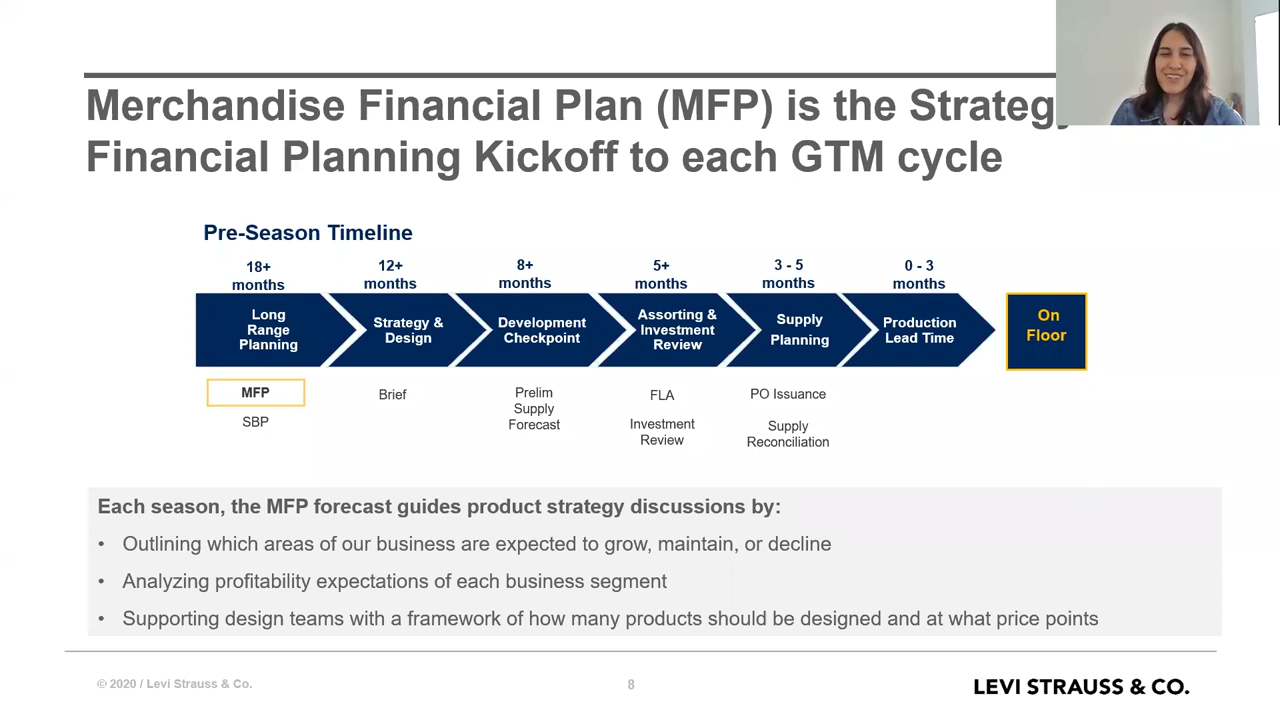 Merchandise Financial Plan (MFP) is the Strategy
Financial Planning Kickoff to each GTM cycle
Pre-Season Timeline
18+
months
12+
months
8+
months
5+
months
3 - 5
months
0 - 3
months
Long
Range
Planning
Strategy &
Design
Development
Checkpoint
Assorting &
Investment
Review
Supply
Planning
Production
Lead Time
On
Floor
MFP
SBP
Brief
Prelim
Supply
Forecast
FLA
Investment
Review
PO Issuance
Supply
Reconciliation
Each season, the MFP forecast guides product strategy discussions by:
• Outlining which areas of our business are expected to grow, maintain, or decline
• Analyzing profitability expectations of each business segment
• Supporting design teams with a framework of how many products should be designed and at what price points
© 2020 / Levi Strauss & Co.
8
LEVI STRAUSS & CO.